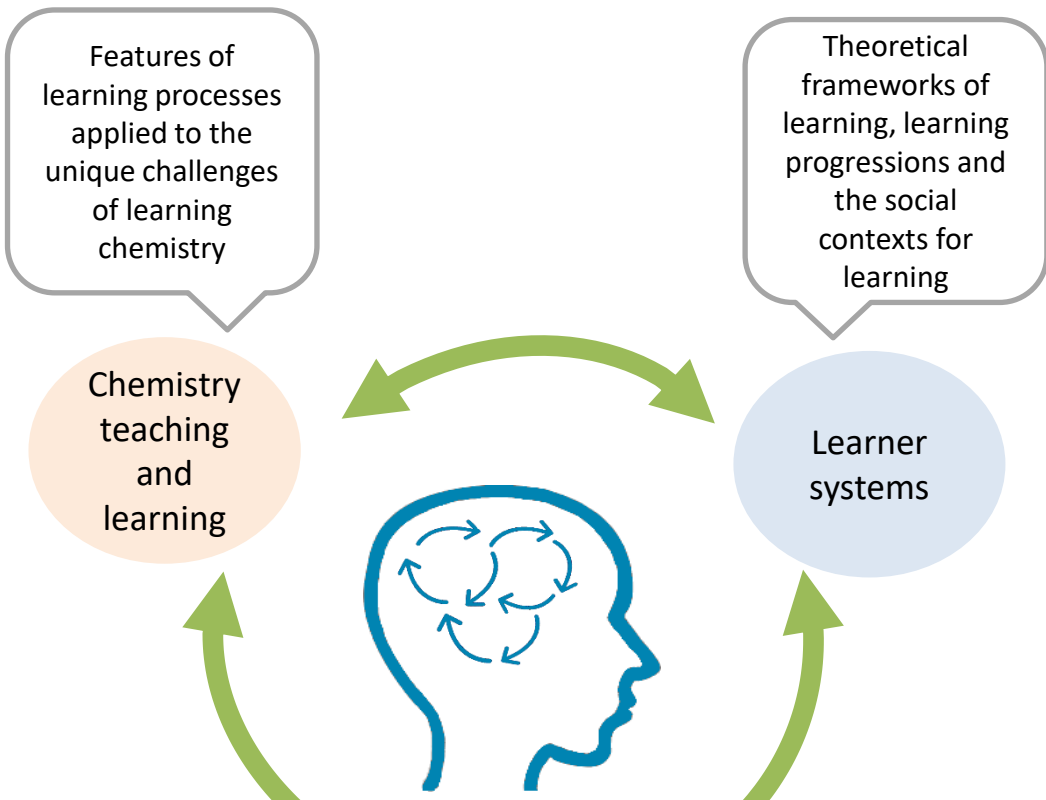 Features of
learning processes
applied to the
unique challenges
of learning
chemistry
Theoretical
frameworks of
learning, learning
progressions and
the social
contexts for
learning
Chemistry
teaching
and
learning
Learner
systems